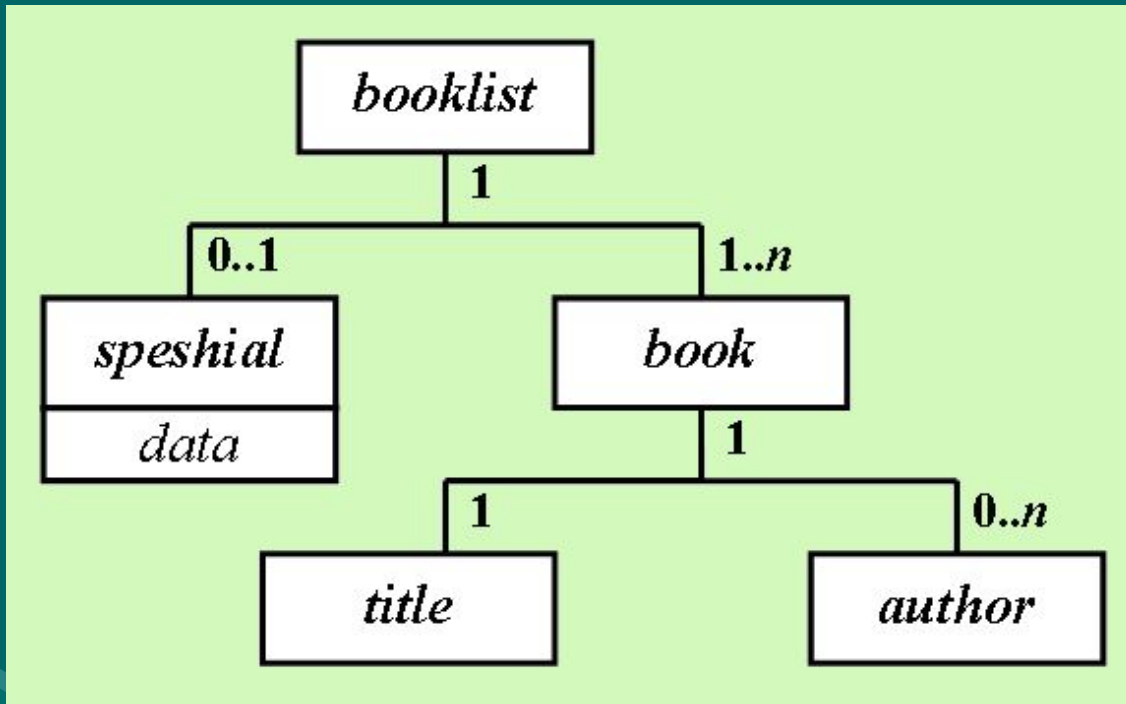 booklist
1
0..1
1..n
speshial
book
data
1
1
0..n
title
author